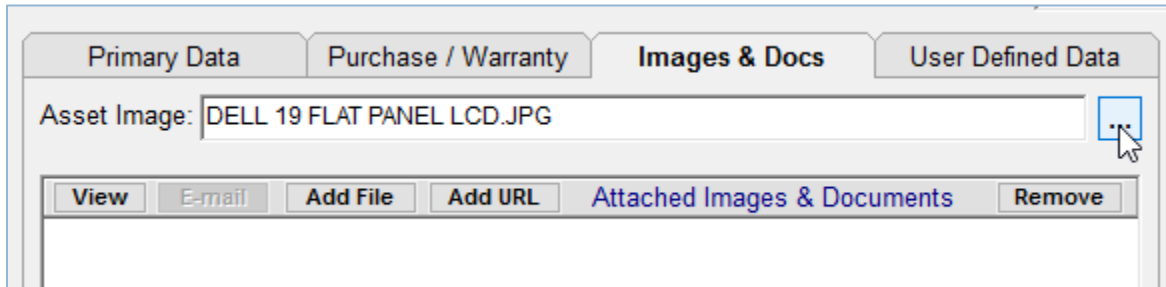 Primary Data Purchase / Warranty Images & Docs User Defined Data
Asset Image: DELL 19 FLAT PANEL LCD.JPG ...
View E-mail Add File Add URL Attached Images & Documents Remove